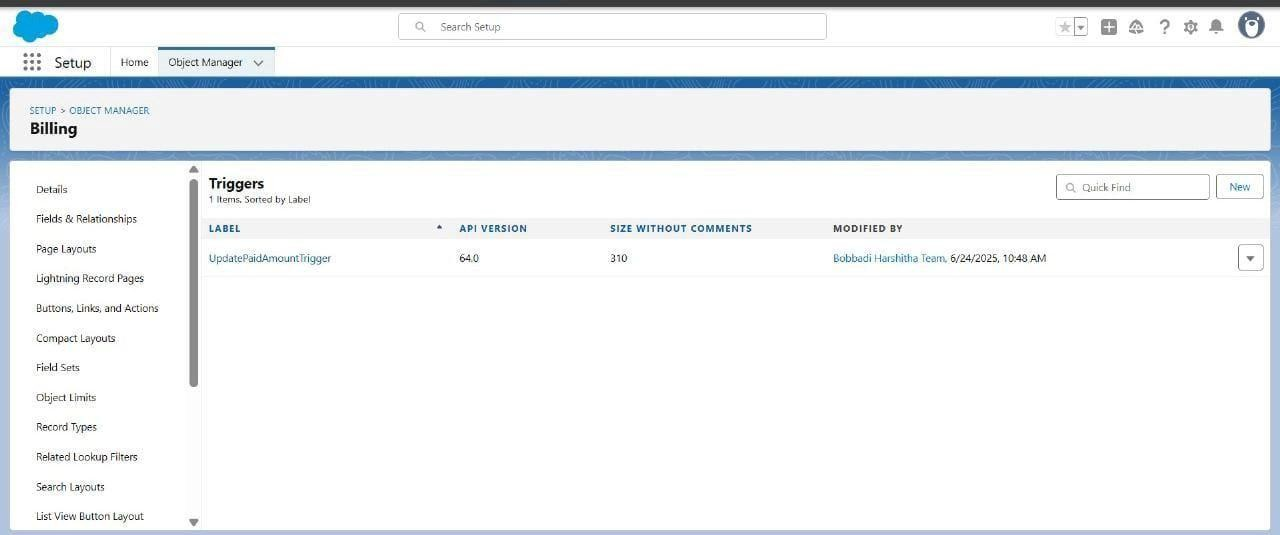 Search Setup
Setup
Home
Object Manager
SETUP > OBJECT MANAGER
Billing
Details
Fields & Relationships
Page Layouts
Lightning Record Pages
Buttons, Links, and Actions
Compact Layouts
Field Sets
Object Limits
Record Types
Related Lookup Filters
Search Layouts
List View Button Layout
Triggers
1 Items, Sorted by Label
Quick Find
New
LABEL API VERSION SIZE WITHOUT COMMENTS MODIFIED BY
UpdatePaidAmountTrigger 64.0 310 Bobbadi Harshitha Team, 6/24/2025, 10:48 AM